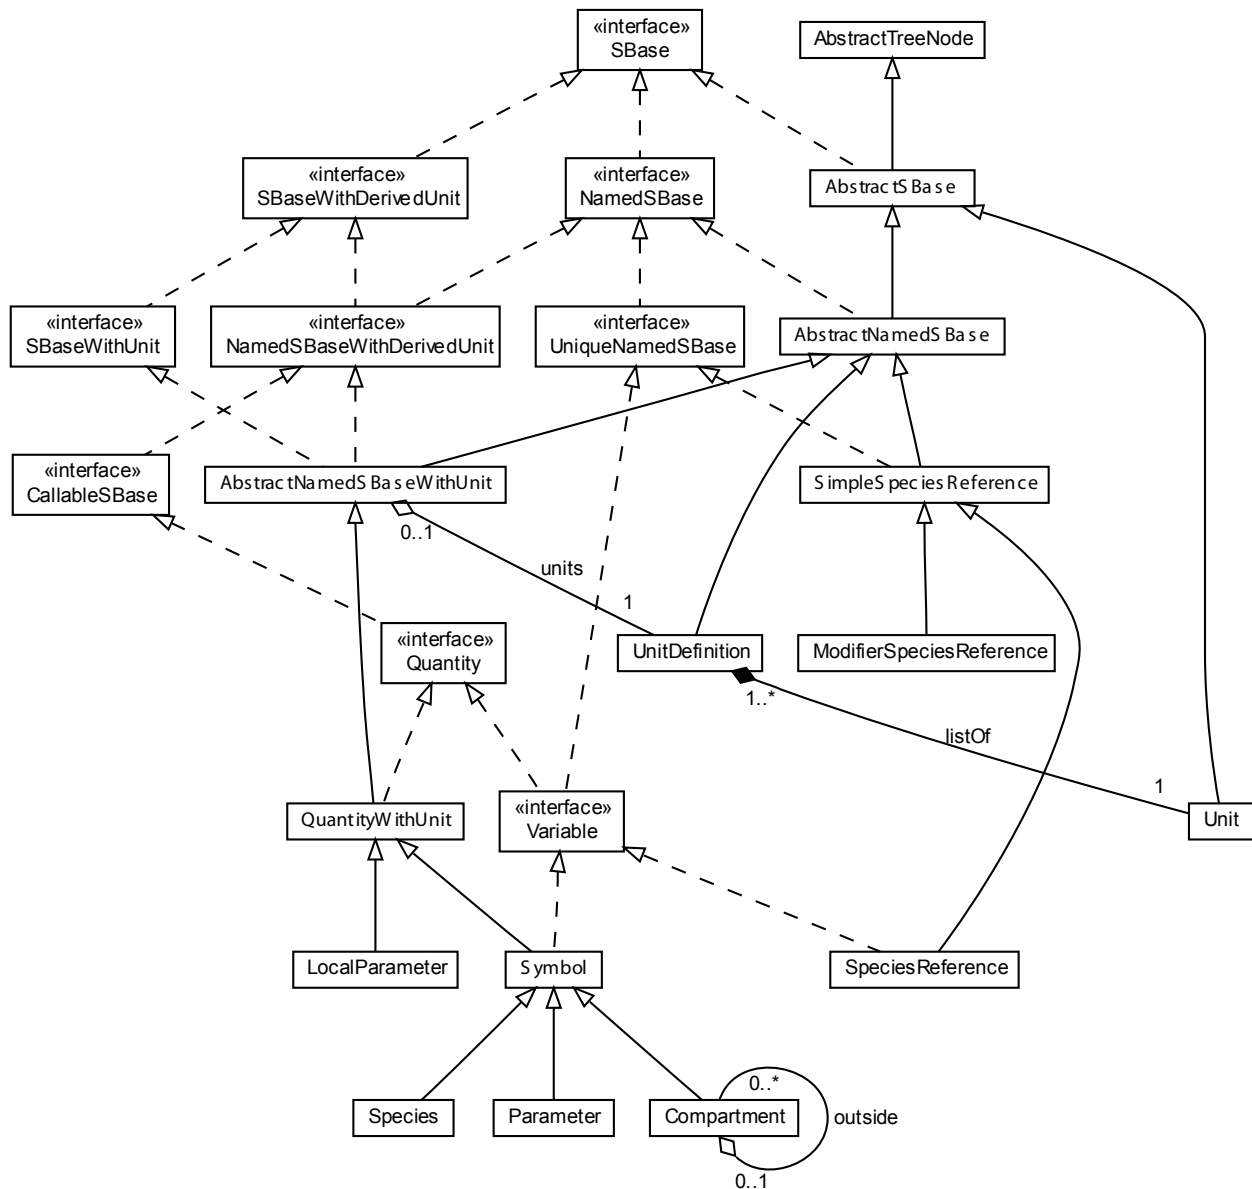 «interface»
SBase
AbstractTreeNode
«interface»
SBaseWithDerivedUnit
«interface»
NamedSBase
AbstractSBase
«interface»
SBaseWithUnit
«interface»
NamedSBaseWithDerivedUnit
«interface»
UniqueNamedSBase
AbstractNamedSBase
«interface»
CallableSBase
AbstractNamedSBaseWithUnit
SimpleSpeciesReference
0..1
units
1
«interface»
Quantity
UnitDefinition
ModifierSpeciesReference
1..*
listOf
1
QuantityWithUnit
«interface»
Variable
Unit
LocalParameter
Symbol
SpeciesReference
0..*
Species
Parameter
Compartment
outside
0..1